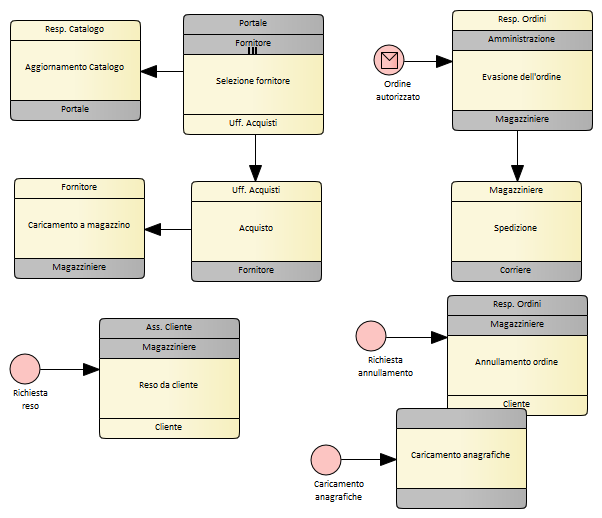 Resp. Catalogo
Aggiornamento Catalogo
Portale
Portale
Fornitore
Selezione fornitore
Uff. Acquisti
Ordine
autorizzato
Resp. Ordini
Amministrazione
Evasione dell'ordine
Magazziniere
Fornitore
Caricamento a magazzino
Magazziniere
Uff. Acquisti
Acquisto
Fornitore
Magazziniere
Spedizione
Corriere
Richiesta
reso
Ass. Cliente
Magazziniere
Reso da cliente
Cliente
Richiesta
annullamento
Resp. Ordini
Magazziniere
Annullamento ordine
Cliente
Caricamento
anagrafiche
Caricamento anagrafiche